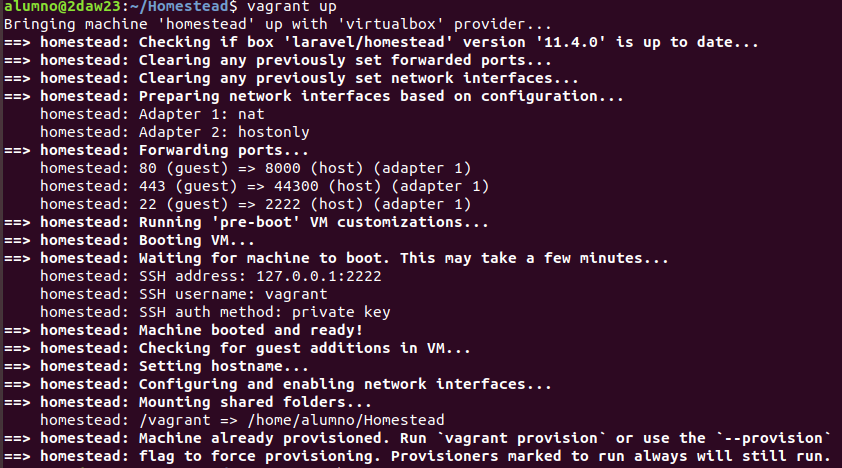 alumno@2daw23:~/Homestead$ vagrant up
Bringing machine 'homestead' up with 'virtualbox' provider...
==> homestead: Checking if box 'laravel/homestead' version '11.4.0' is up to date...
==> homestead: Clearing any previously set forwarded ports...
==> homestead: Clearing any previously set network interfaces...
==> homestead: Preparing network interfaces based on configuration...
    homestead: Adapter 1: nat
    homestead: Adapter 2: hostonly
==> homestead: Forwarding ports...
    homestead: 80 (guest) => 8000 (host) (adapter 1)
    homestead: 443 (guest) => 44300 (host) (adapter 1)
    homestead: 22 (guest) => 2222 (host) (adapter 1)
==> homestead: Running 'pre-boot' VM customizations...
==> homestead: Booting VM...
==> homestead: Waiting for machine to boot. This may take a few minutes...
    homestead: SSH address: 127.0.0.1:2222
    homestead: SSH username: vagrant
    homestead: SSH auth method: private key
==> homestead: Machine booted and ready!
==> homestead: Checking for guest additions in VM...
==> homestead: Setting hostname...
==> homestead: Configuring and enabling network interfaces...
==> homestead: Mounting shared folders...
    homestead: /vagrant => /home/alumno/Homestead
==> homestead: Machine already provisioned. Run `vagrant provision` or use the `--provision`
==> homestead: flag to force provisioning. Provisioners marked to run always will still run.